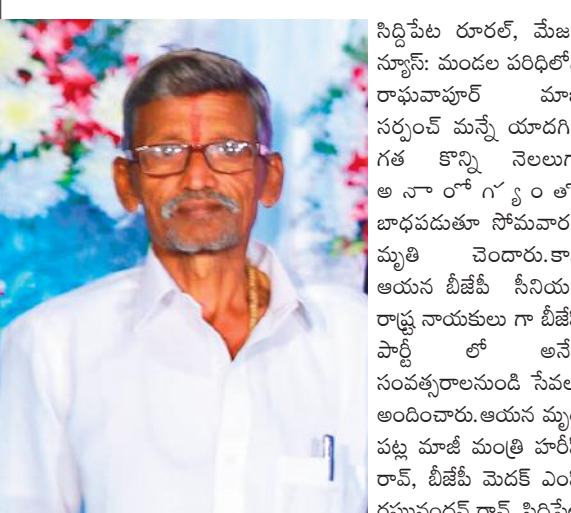 సిద్దిపేట రూరల్, మేజ
న్యూస్: మండల పరిధిలో
రాఘవాపూర్ మాజ
సర్పంచ్ మన్నే యాదగి
గత కొన్ని నెలలుగ
అనారోగ్యంతో
బాధపడుతూ సోమవార
మృతి చెందారు.కా
ఆయన బీజేపీ సీనియ
రాష్ట్ర నాయకులు గా బీజే
పార్టీ లో అనే
సంవత్సరాలనుండి సేవల
అందించారు.ఆయన మృ
పట్ల మాజీ మంత్రి హరీ
రావ్, బీజేపీ మెదక్ ఎం